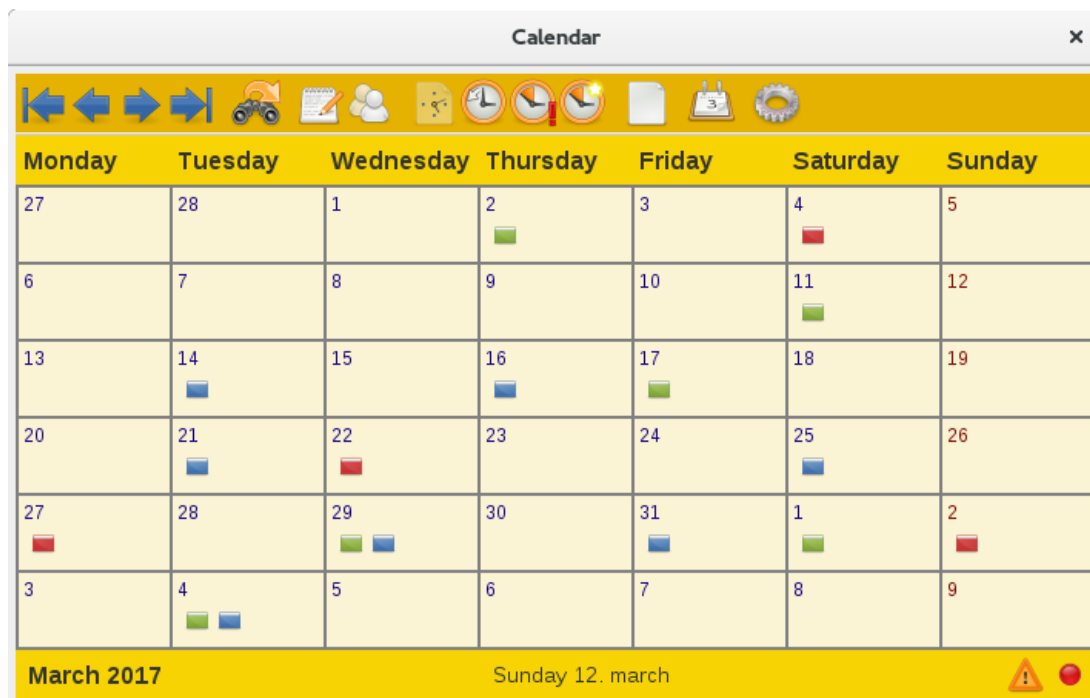 Calendar
3
Monday Tuesday Wednesday Thursday Friday Saturday Sunday
27 28 1 2 3 4 5
6 7 8 9 10 11 12
13 14 15 16 17 18 19
20 21 22 23 24 25 26
27 28 29 30 31 1 2
3 4 5 6 7 8 9
March 2017 Sunday 12. march